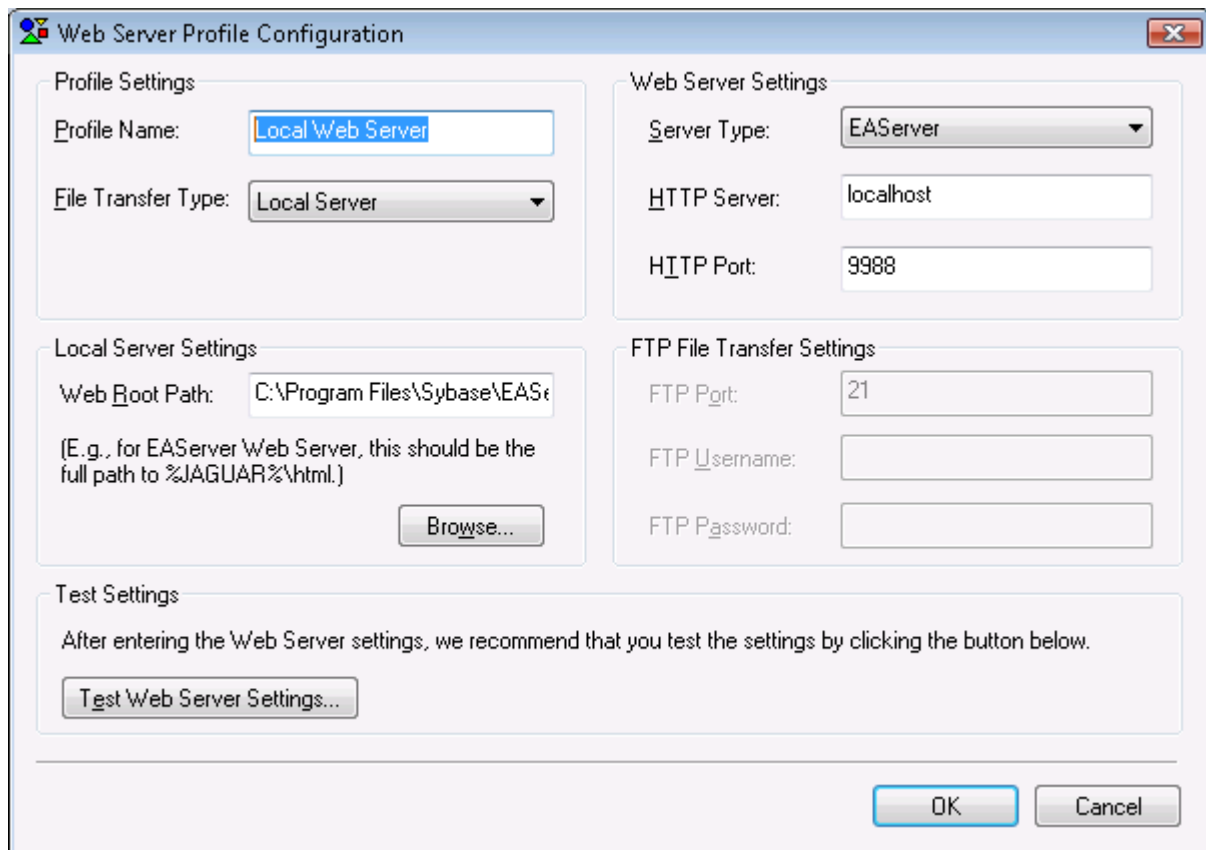 Web Server Profile Configuration
Profile Settings
Profile Name: Local Web Server
File Transfer Type: Local Server
Web Server Settings
Server Type: EAServer
HTTP Server: localhost
HTTP Port: 9988
Local Server Settings
Web Root Path: C:\Program Files\Sybase\EASe
(E.g., for EAServer Web Server, this should be the
full path to %JAGUAR%\html.)
Browse...
FTP File Transfer Settings
FTP Port: 21
FTP Username:
FTP Password:
Test Settings
After entering the Web Server settings, we recommend that you test the settings by clicking the button below.
Test Web Server Settings...
OK
Cancel